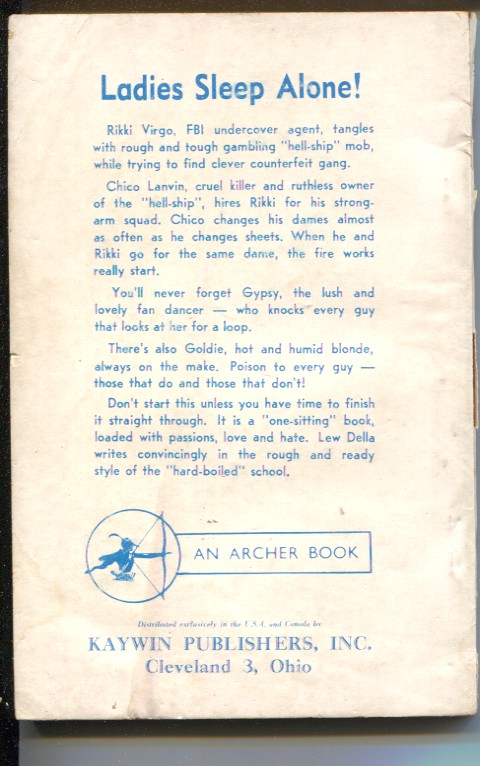 Ladies Sleep Alone!
Rikki Virgo, FBI undercover agent, tangles
with rough and tough gambling "hell-ship" mob,
while trying to find clever counterfeit gang.
Chico Lanvin, cruel killer and ruthless owner
of the "hell-ship", hires Rikki for his strong-
arm squad. Chico changes his dames almost
as often as he changes sheets. When he and
Rikki go for the same dame, the fire works
really start.
You'll never forget Gypsy, the lush and
lovely fan dancer — who knocks every guy
that looks at her for a loop.
There's also Goldie, hot and humid blonde,
always on the make. Poison to every guy —
those that do and those that don't!
Don't start this unless you have time to finish
it straight through. It is a "one-sitting" book,
loaded with passions, love and hate. Lew Della
writes convincingly in the rough and ready
style of the "hard-boiled" school.
AN ARCHER BOOK
Distributed exclusively in the U.S.A. and Canada by
KAYWIN PUBLISHERS, INC.
Cleveland 3, Ohio